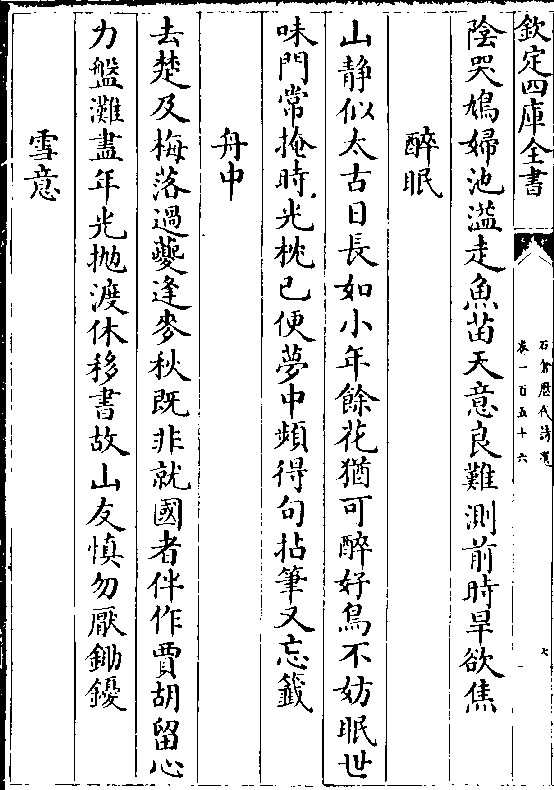 欽定四庫全書
石倉歷代詩選
卷一百五十六
七
陰哭鳩婦池溢走魚苗天意良難測前時旱欲焦
醉眠
山静似太古日長如小年餘花猶可醉好鳥不妨眠世
味門常掩時光枕已便夢中頻得句拈筆又忘籤
舟中
去楚及梅落過夔逢麥秋既非就國者伴作賈胡留心
力盤灘盡年光抛渡休移書故山友慎勿厭鋤耰
雪意